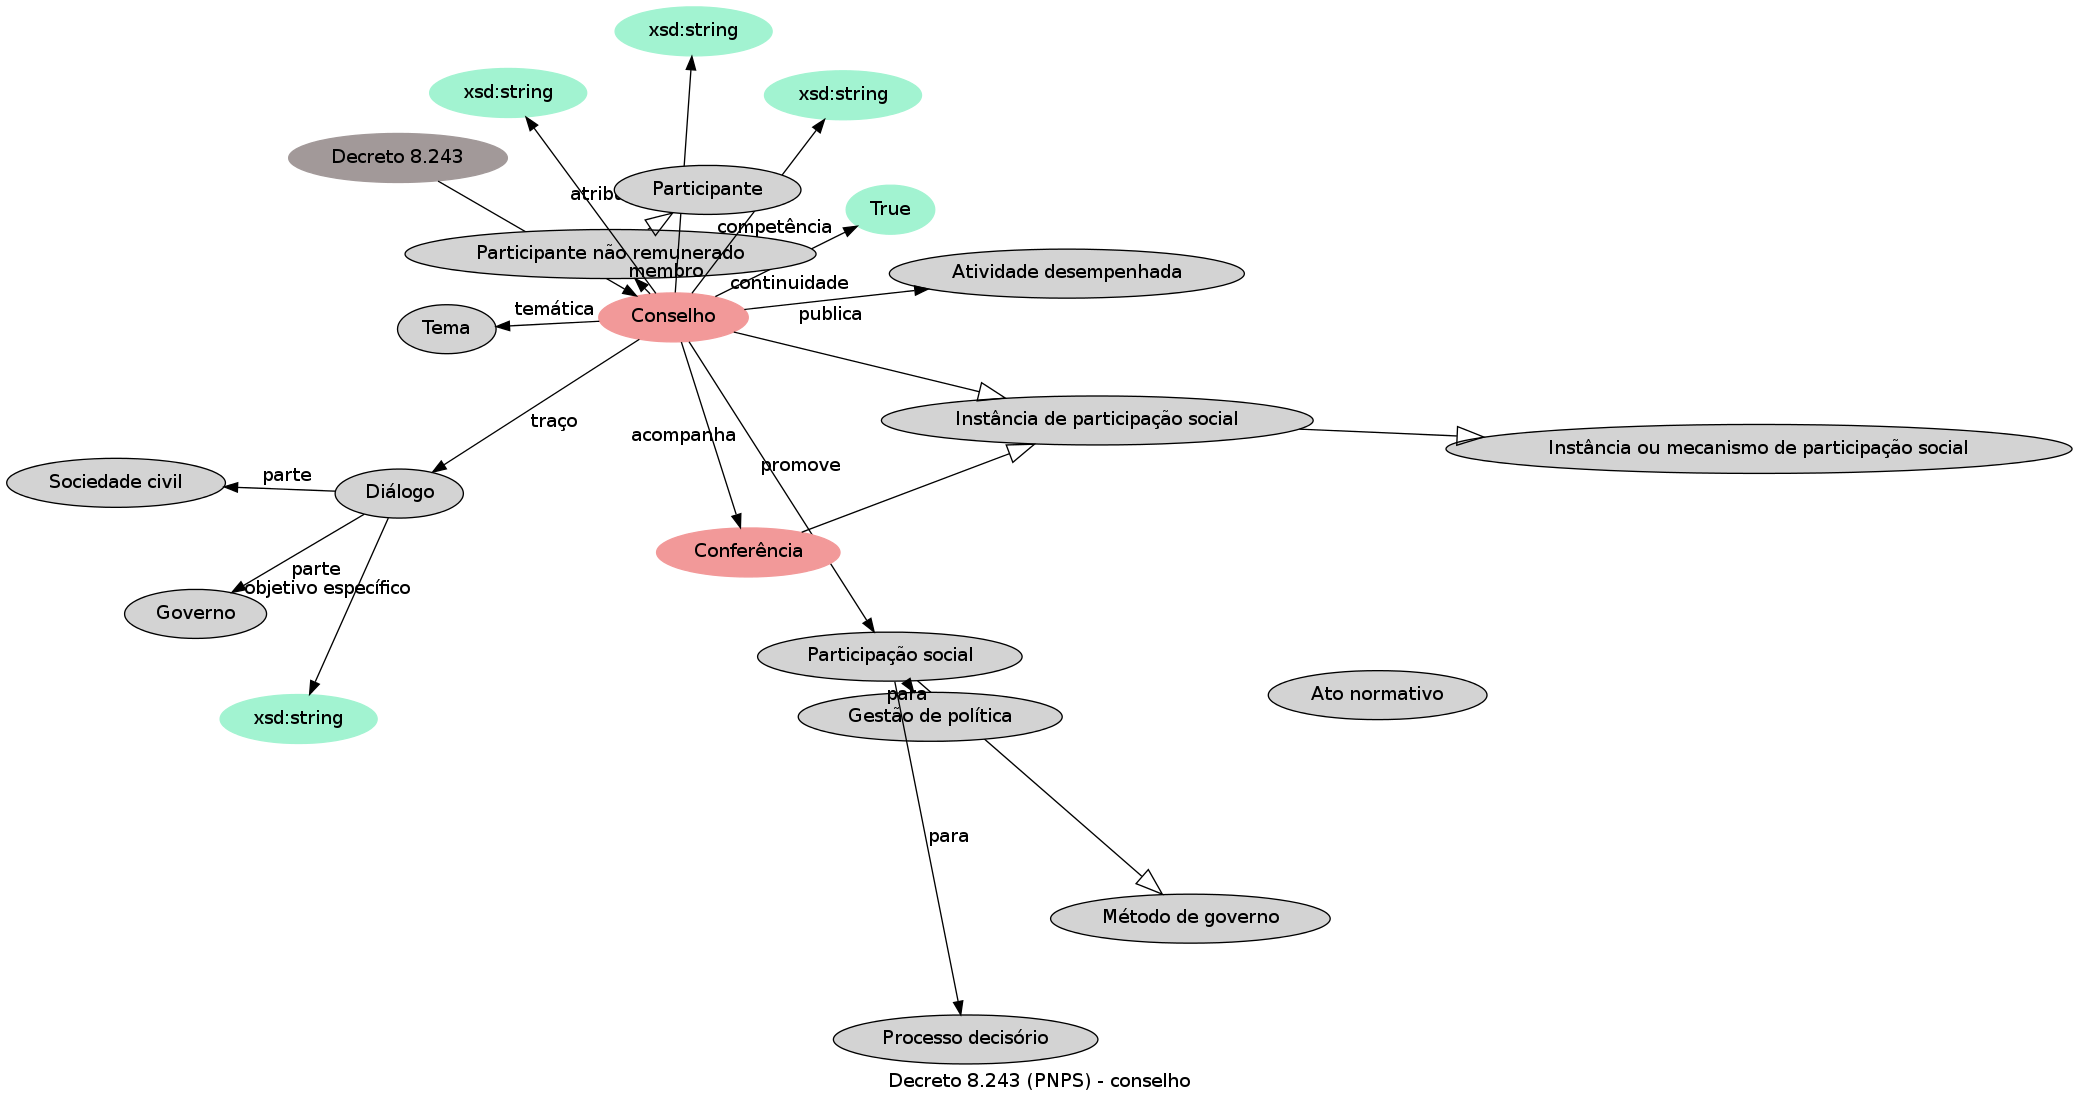 xsd:string
xsd:string
xsd:string
Decreto 8.243
Participante
True
competência
Participante não remunerado
membro
continuidade
Atividade desempenhada
temática
Conselho
publica
Tema
traço
acompanha
Instância de participação social
Instância ou mecanismo de participação social
promove
parte
Sociedade civil
Diálogo
Conferência
parte
objetivo específico
Governo
Participação social
para
Ato normativo
xsd:string
Gestão de política
para
Método de governo
Processo decisório
Decreto 8.243 (PNPS) - conselho